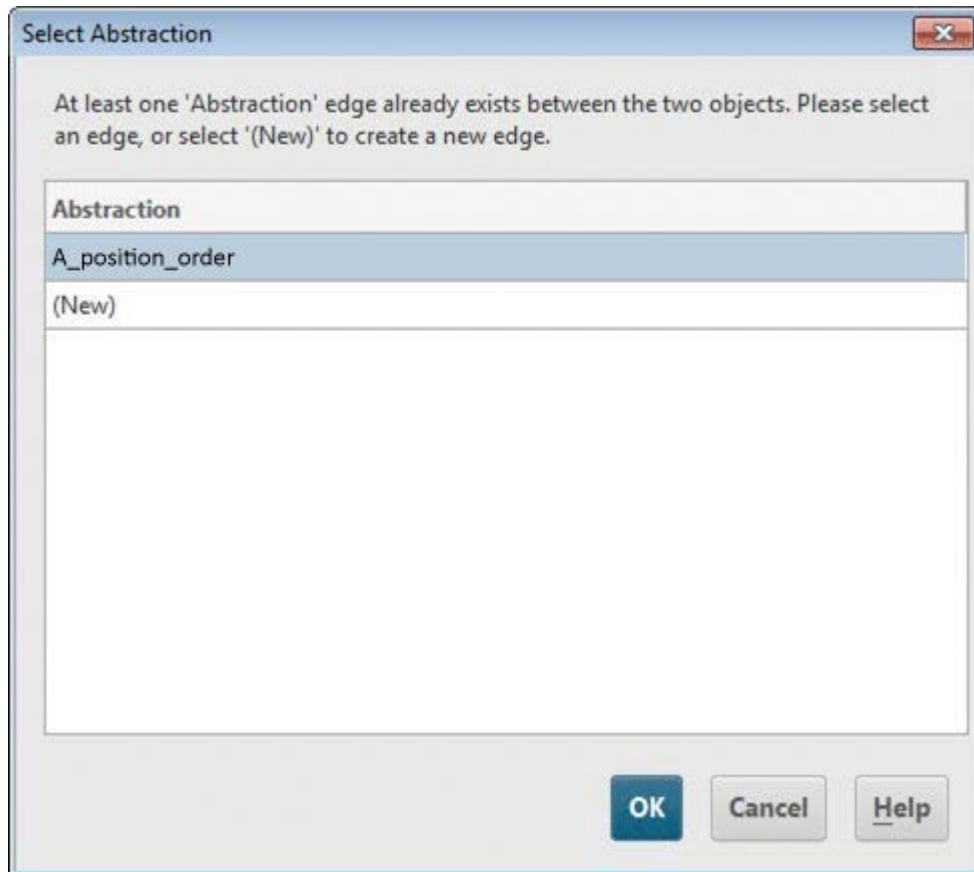 Select Abstraction
At least one 'Abstraction' edge already exists between the two objects. Please select
an edge, or select '(New)' to create a new edge.
Abstraction
A_position_order
(New)
OK Cancel Help